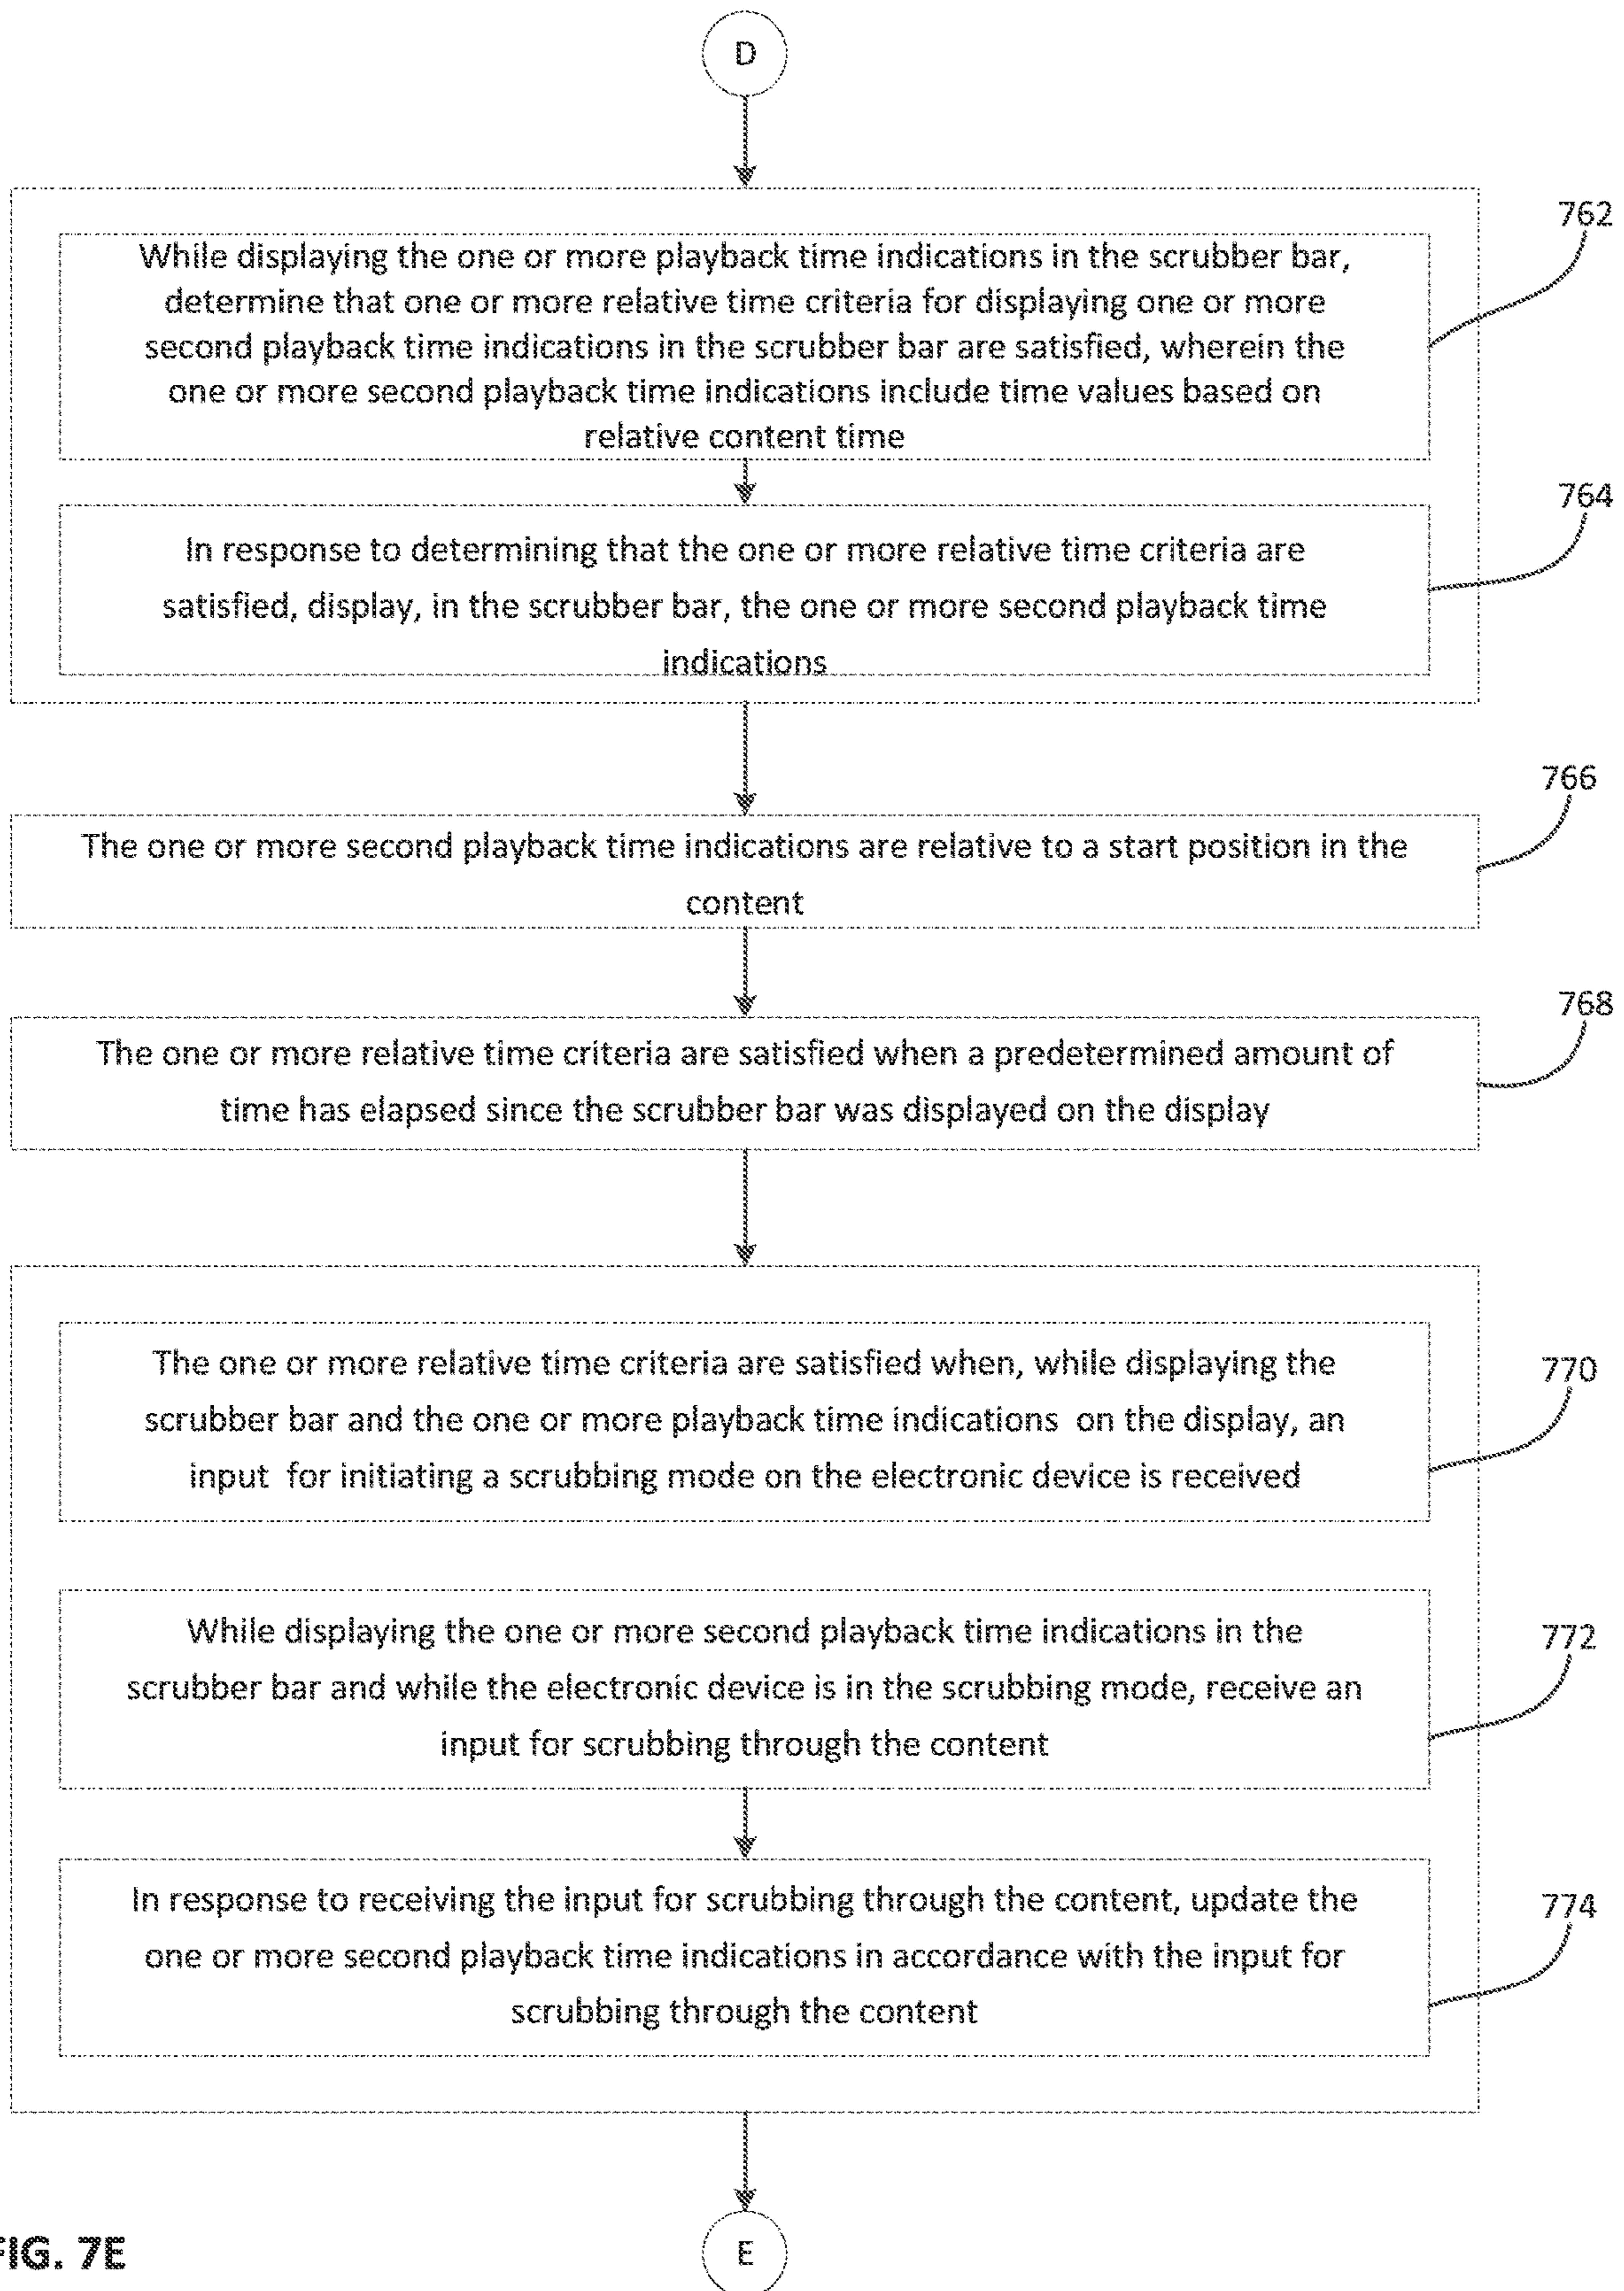 D
762
While displaying the one or more playback time indications in the scrubber bar,
determine that one or more relative time criteria for displaying one or more
second playback time indications in the scrubber bar are satisfied, wherein the
one or more second playback time indications include time values based on
relative content time
764
In response to determining that the one or more relative time criteria are
satisfied, display, in the scrubber bar, the one or more second playback time
indications
766
The one or more second playback time indications are relative to a start position in the
content
768
The one or more relative time criteria are satisfied when a predetermined amount of
time has elapsed since the scrubber bar was displayed on the display
770
The one or more relative time criteria are satisfied when, while displaying the
scrubber bar and the one or more playback time indications on the display, an
input for initiating a scrubbing mode on the electronic device is received
772
While displaying the one or more second playback time indications in the
scrubber bar and while the electronic device is in the scrubbing mode, receive an
input for scrubbing through the content
774
In response to receiving the input for scrubbing through the content, update the
one or more second playback time indications in accordance with the input for
scrubbing through the content
FIG. 7E
E